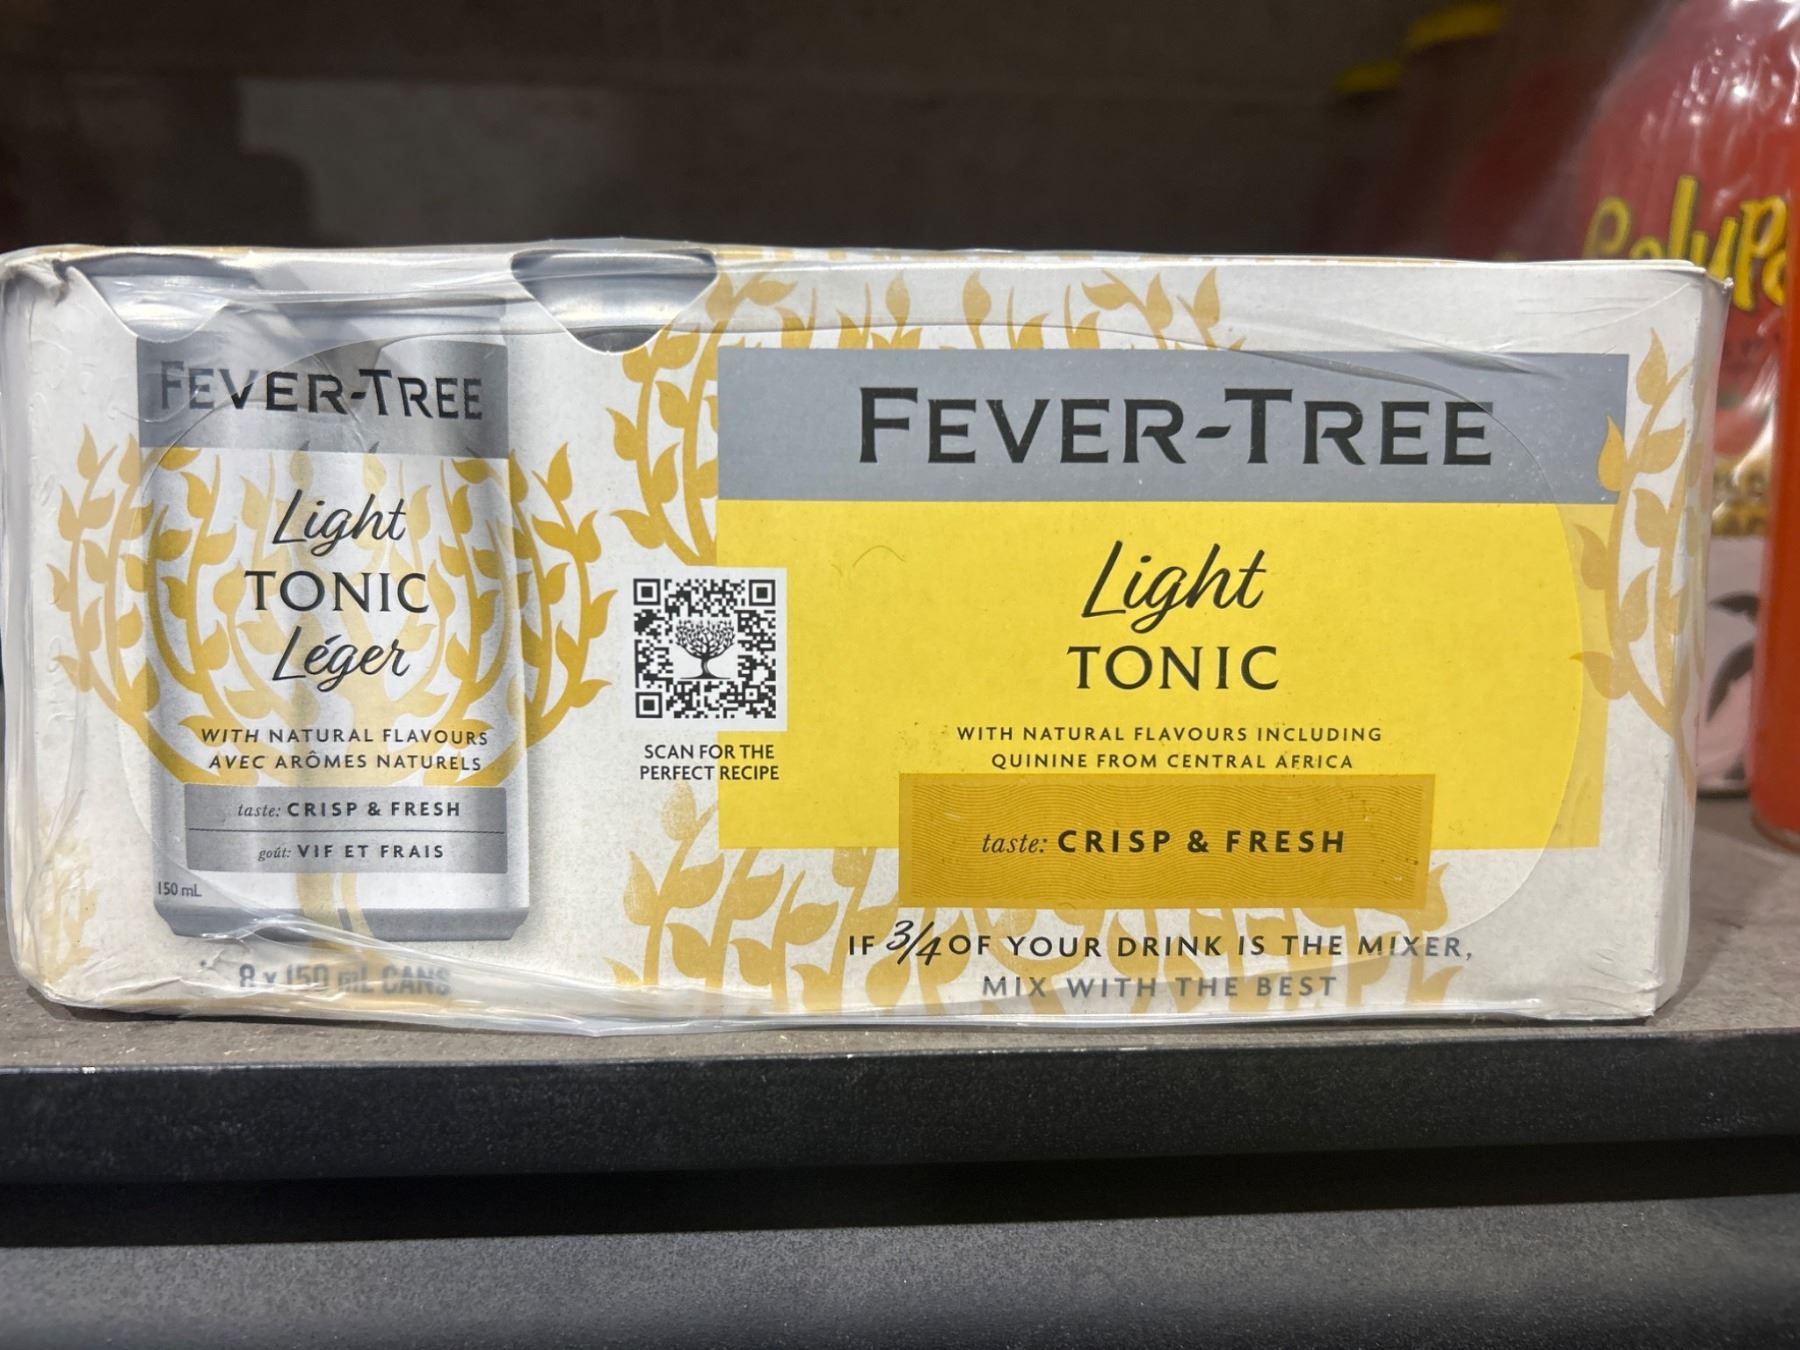 FEVER-TREE
Light
TONIC
Léger
WITH NATURAL FLAVOURS
AVEC ARÔMES NATURELS
taste: CRISP & FRESH
goût: VIF ET FRAIS
150 mL
8 x 150 mL CANS
SCAN FOR THE
PERFECT RECIPE
FEVER-TREE
Light
TONIC
WITH NATURAL FLAVOURS INCLUDING
QUININE FROM CENTRAL AFRICA
taste: CRISP & FRESH
IF 3/4 OF YOUR DRINK IS THE MIXER,
MIX WITH THE BEST